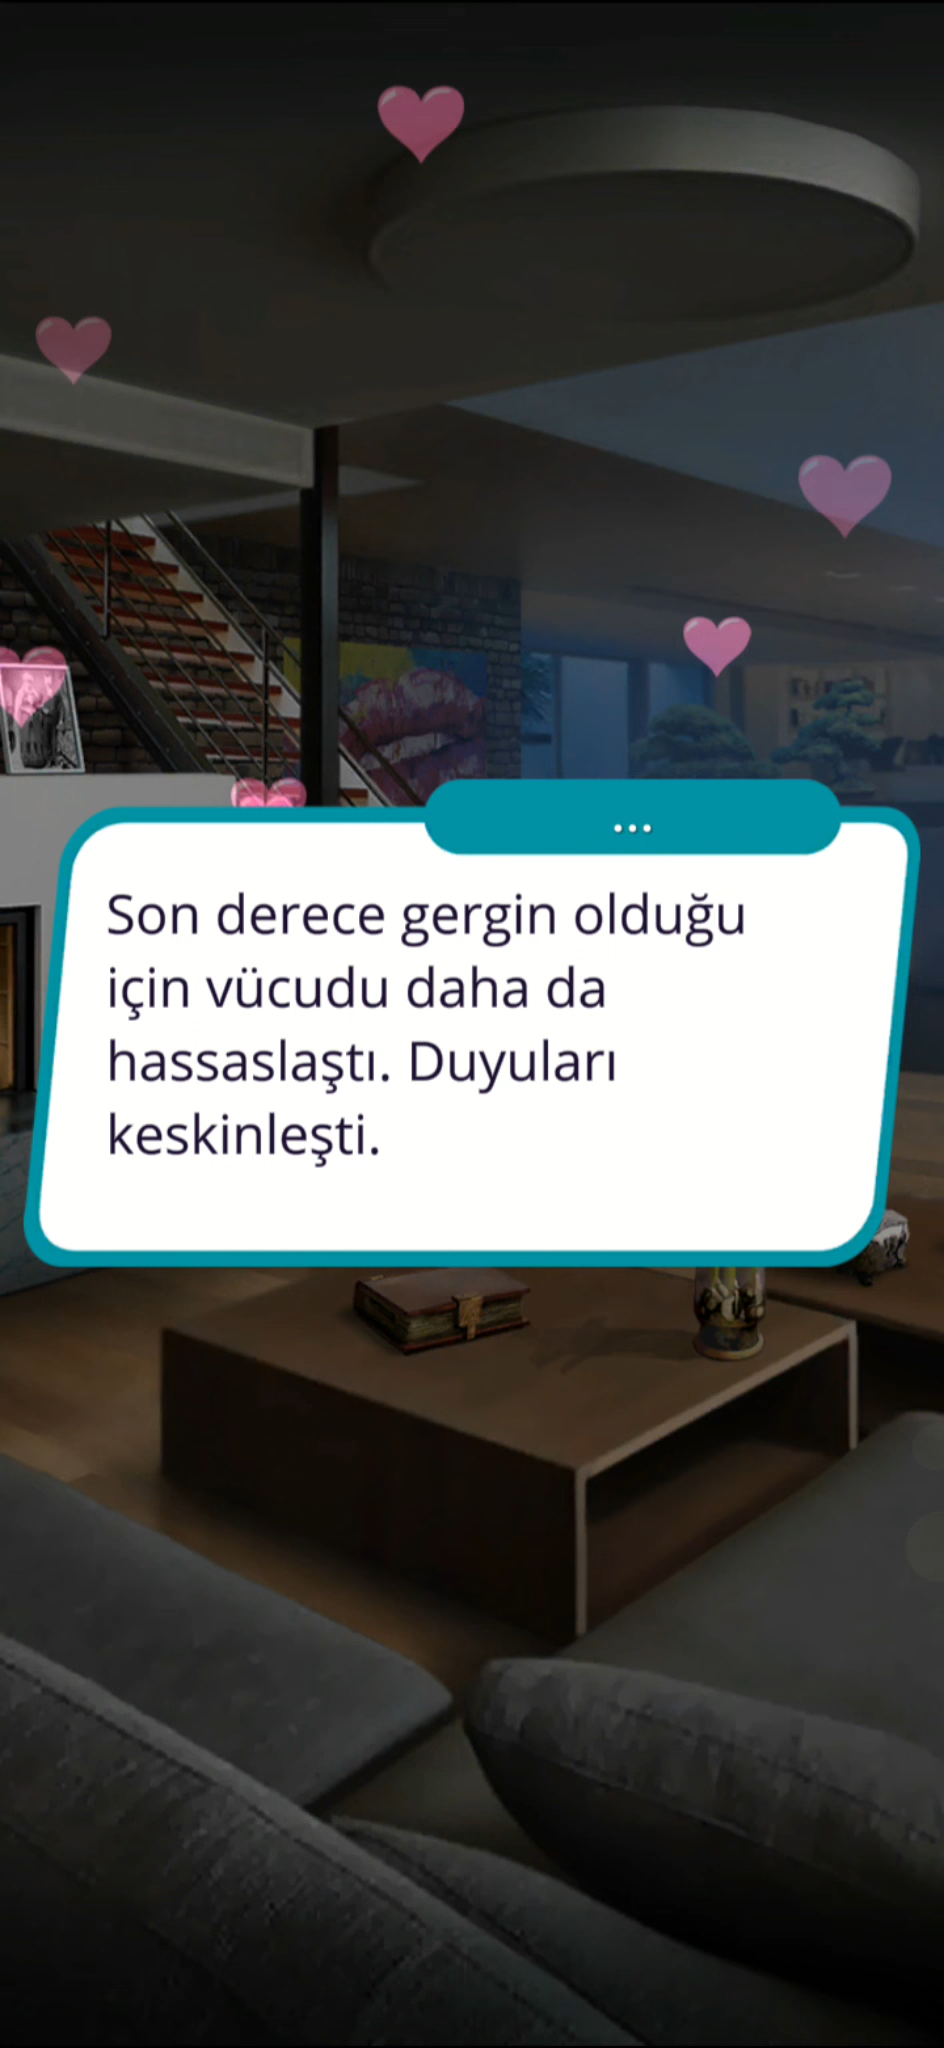 ...
Son derece gergin olduğu
için vücudu daha da
hassaslaştı. Duyuları
keskinleşti.